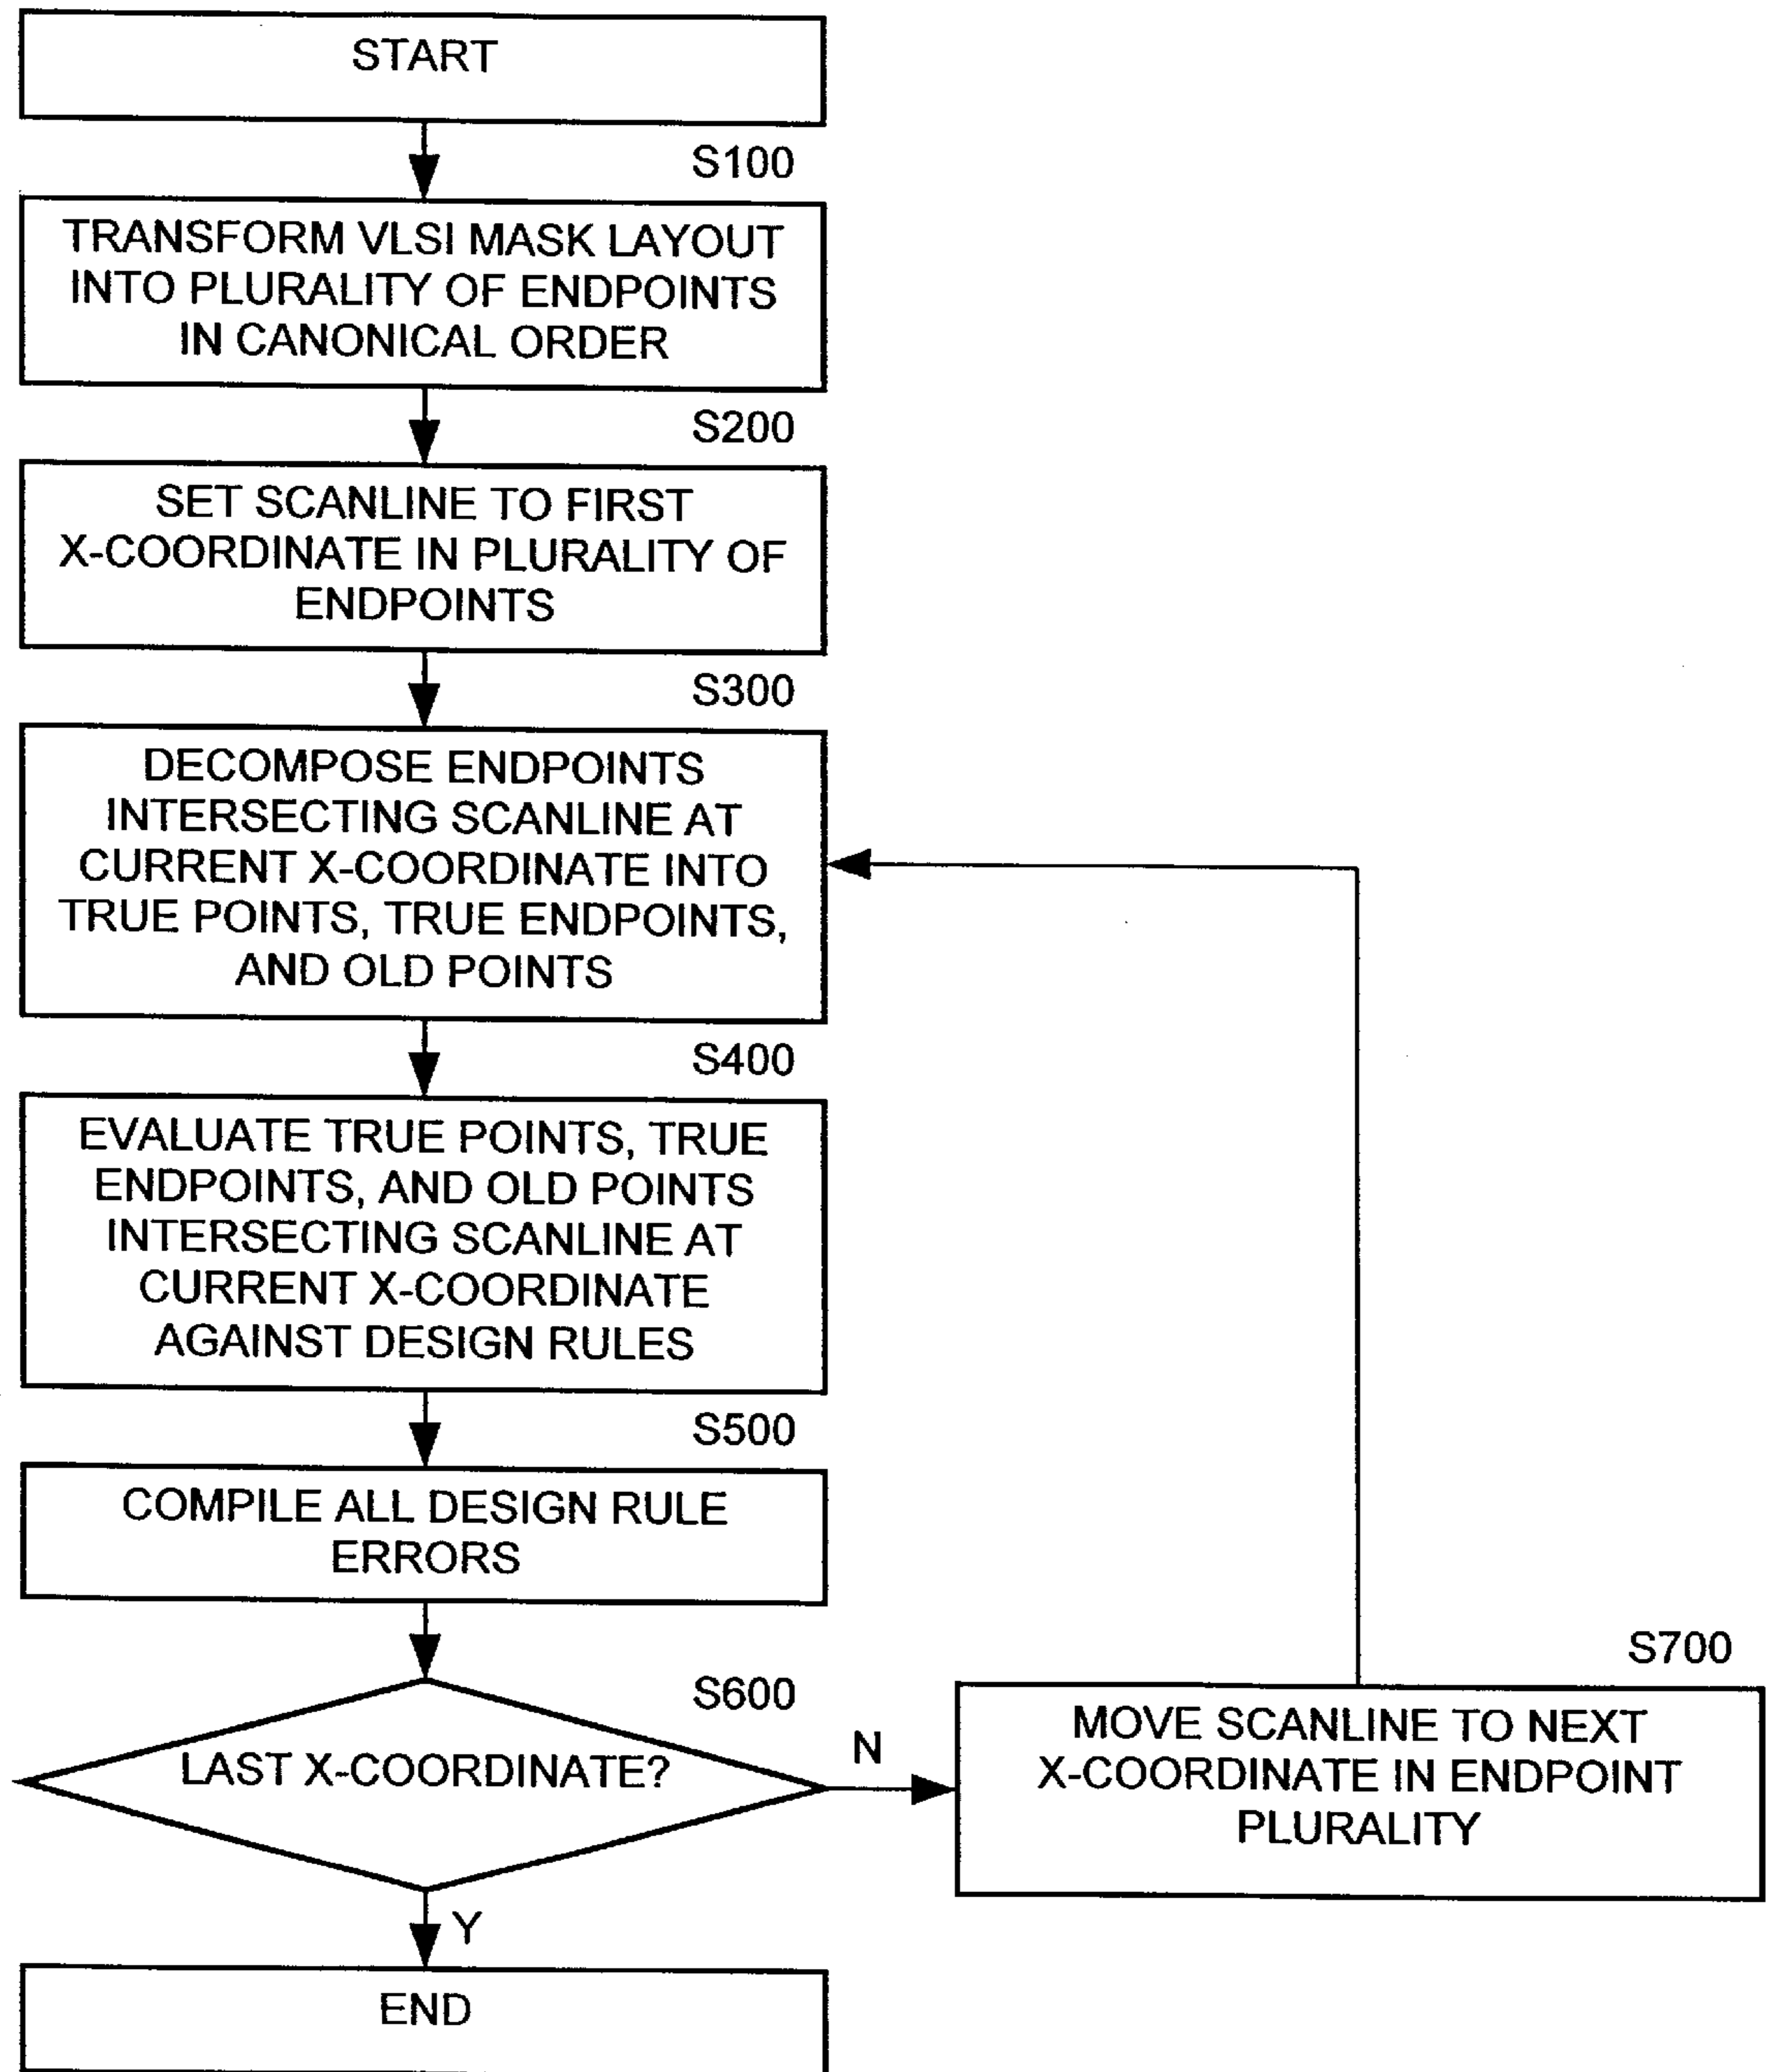 START
S100
TRANSFORM VLSI MASK LAYOUT
INTO PLURALITY OF ENDPOINTS
IN CANONICAL ORDER
S200
SET SCANLINE TO FIRST
X-COORDINATE IN PLURALITY OF
ENDPOINTS
S300
DECOMPOSE ENDPOINTS
INTERSECTING SCANLINE AT
CURRENT X-COORDINATE INTO
TRUE POINTS, TRUE ENDPOINTS,
AND OLD POINTS
S400
EVALUATE TRUE POINTS, TRUE
ENDPOINTS, AND OLD POINTS
INTERSECTING SCANLINE AT
CURRENT X-COORDINATE
AGAINST DESIGN RULES
S500
COMPILE ALL DESIGN RULE
ERRORS
S600
LAST X-COORDINATE?
N
S700
MOVE SCANLINE TO NEXT
X-COORDINATE IN ENDPOINT
PLURALITY
Y
END